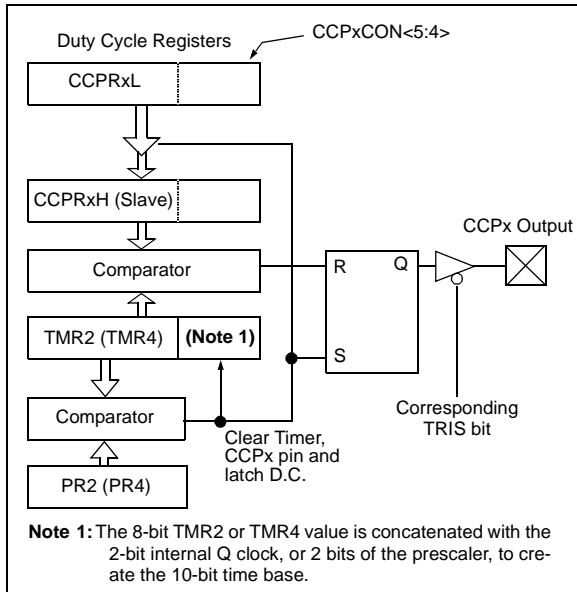 Duty Cycle Registers
CCPxCON<5:4>
CCPRxL
CCPRxH (Slave)
CCPx Output
Comparator
R
Q
TMR2 (TMR4)
(Note 1)
S
Comparator
Corresponding
TRIS bit
Clear Timer,
CCPx pin and
latch D.C.
PR2 (PR4)
Note 1: The 8-bit TMR2 or TMR4 value is concatenated with the
2-bit internal Q clock, or 2 bits of the prescaler, to cre-
ate the 10-bit time base.